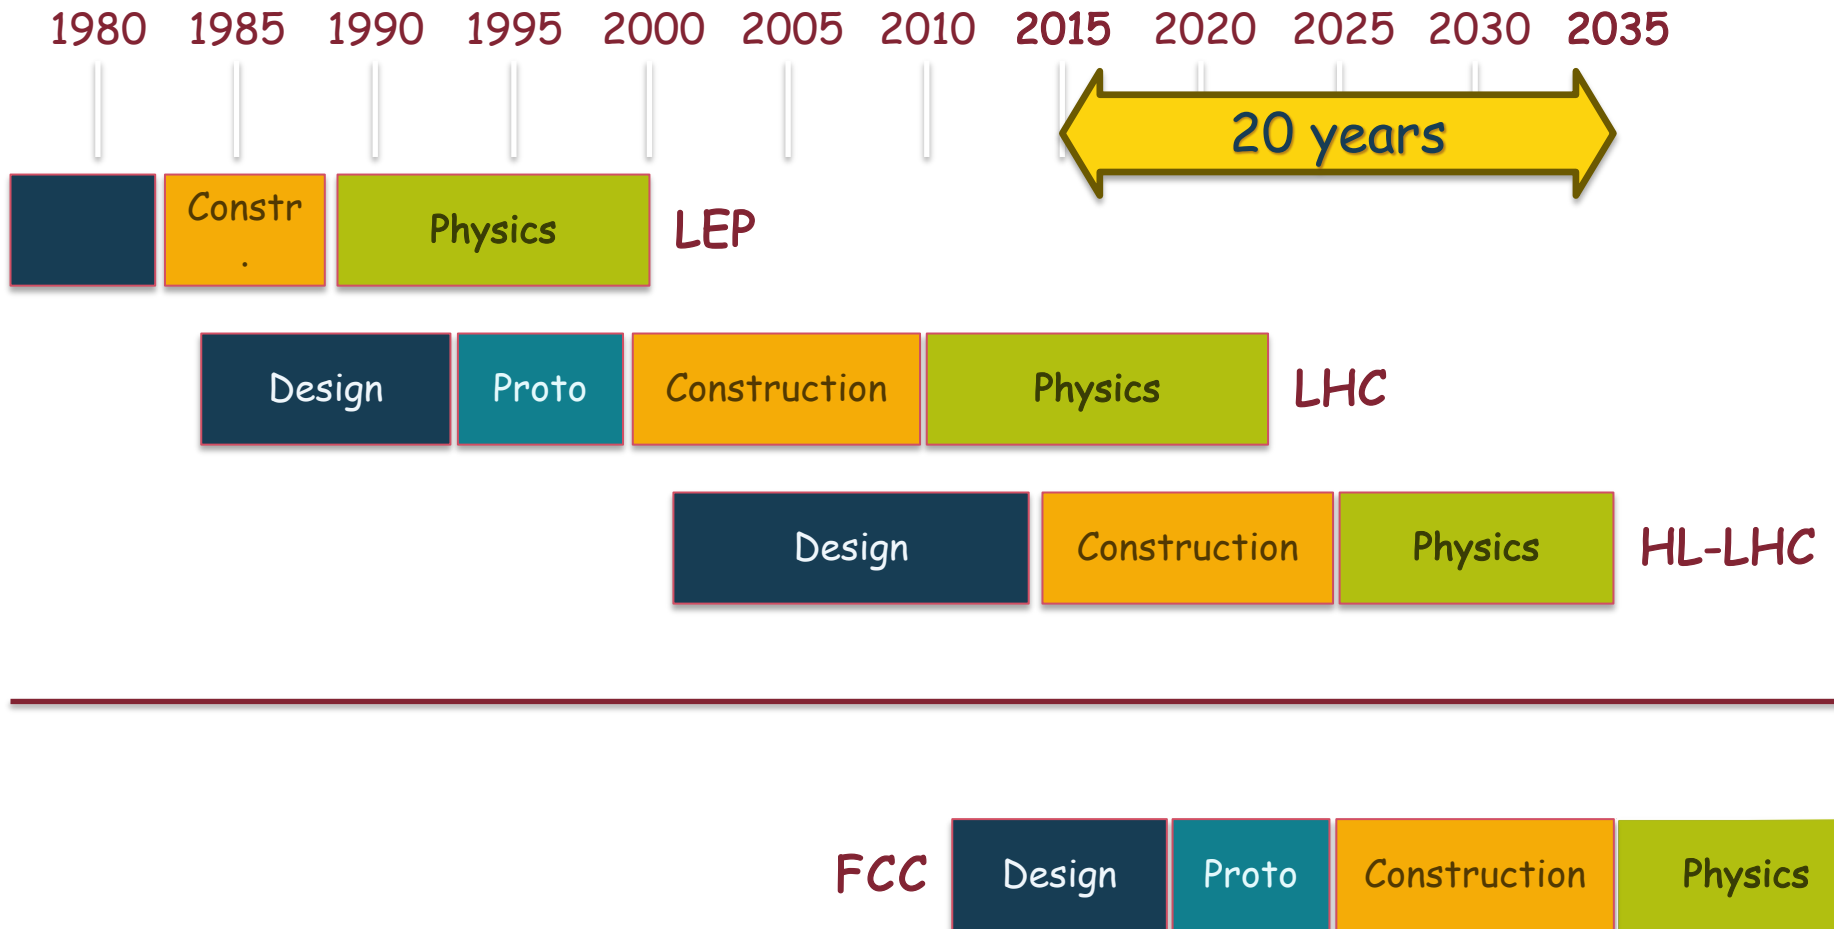 1980 1985 1990 1995 2000 2005 2010 2015 2020 2025 2030 2035
20 years
Constr
.
Physics
LEP
Design Proto Construction Physics LHC
Design Construction Physics HL-LHC
FCC Design Proto Construction Physics